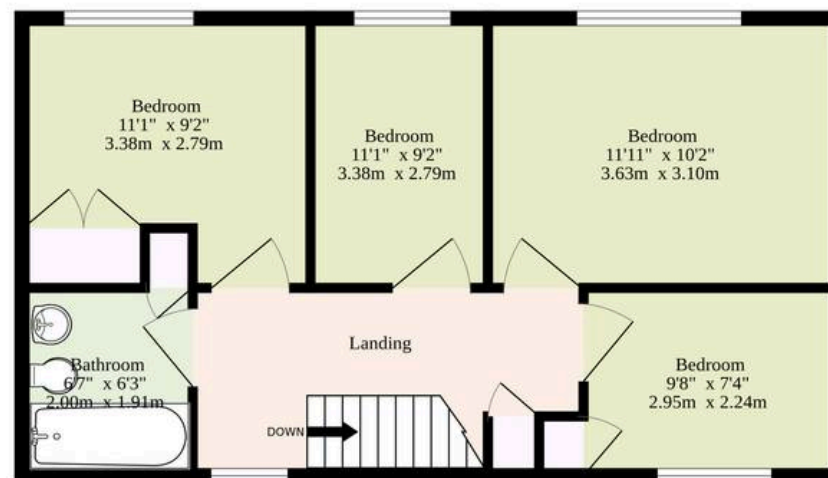 Bedroom
11'1" x 9'2"
3.38m x 2.79m
Bedroom
11'1" x 9'2"
3.38m x 2.79m
Bedroom
11'11" x 10'2"
3.63m x 3.10m
Landing
Bathroom
6'7" x 6'3"
2.00m x 1.91m
Bedroom
9'8" x 7'4"
2.95m x 2.24m
DOWN